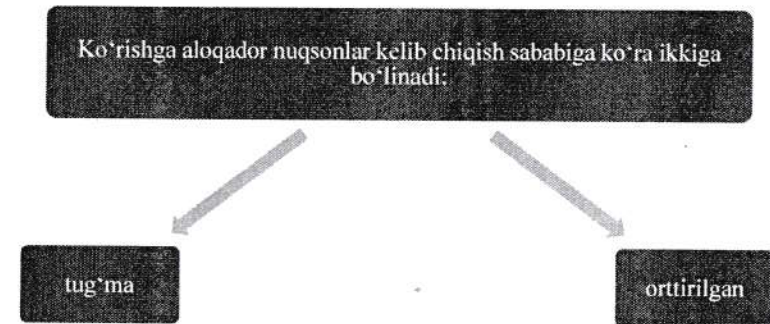 Ko‘rishga aloqador nuqsonlar kelib chiqish sababiga ko‘ra ikkiga
bo‘linadi:
tug‘ma
orttirilgan